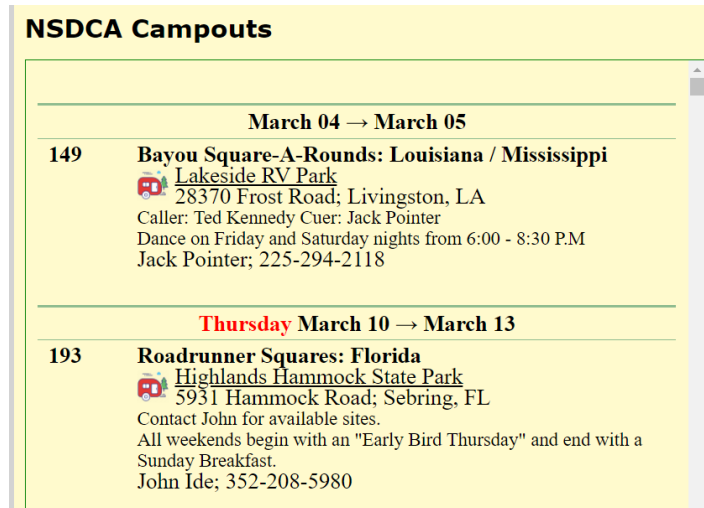 NSDCA Campouts
March 04 → March 05
149 Bayou Square-A-Rounds: Louisiana / Mississippi
Lakeside RV Park
28370 Frost Road; Livingston, LA
Caller: Ted Kennedy Cuer: Jack Pointer
Dance on Friday and Saturday nights from 6:00 - 8:30 P.M
Jack Pointer; 225-294-2118
Thursday March 10 → March 13
193 Roadrunner Squares: Florida
Highlands Hammock State Park
5931 Hammock Road; Sebring, FL
Contact John for available sites.
All weekends begin with an "Early Bird Thursday" and end with a
Sunday Breakfast.
John Ide; 352-208-5980